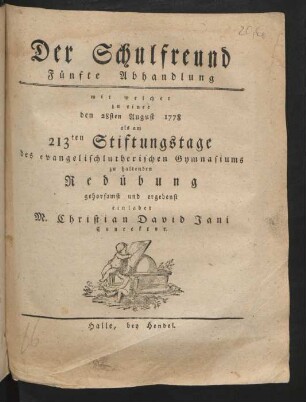 Der Schulfreund
Fünfte Abhandlung
mit welcher
zu einer
den 28sten August 1778
als am
213ten Stiftungstage
des evangelischlutherischen Gymnasiums
zu haltenden
Redübung
gehorsamst und ergebenst
einladet
M. Christian David Jani
Conrektor.
Halle, bey Hendel.